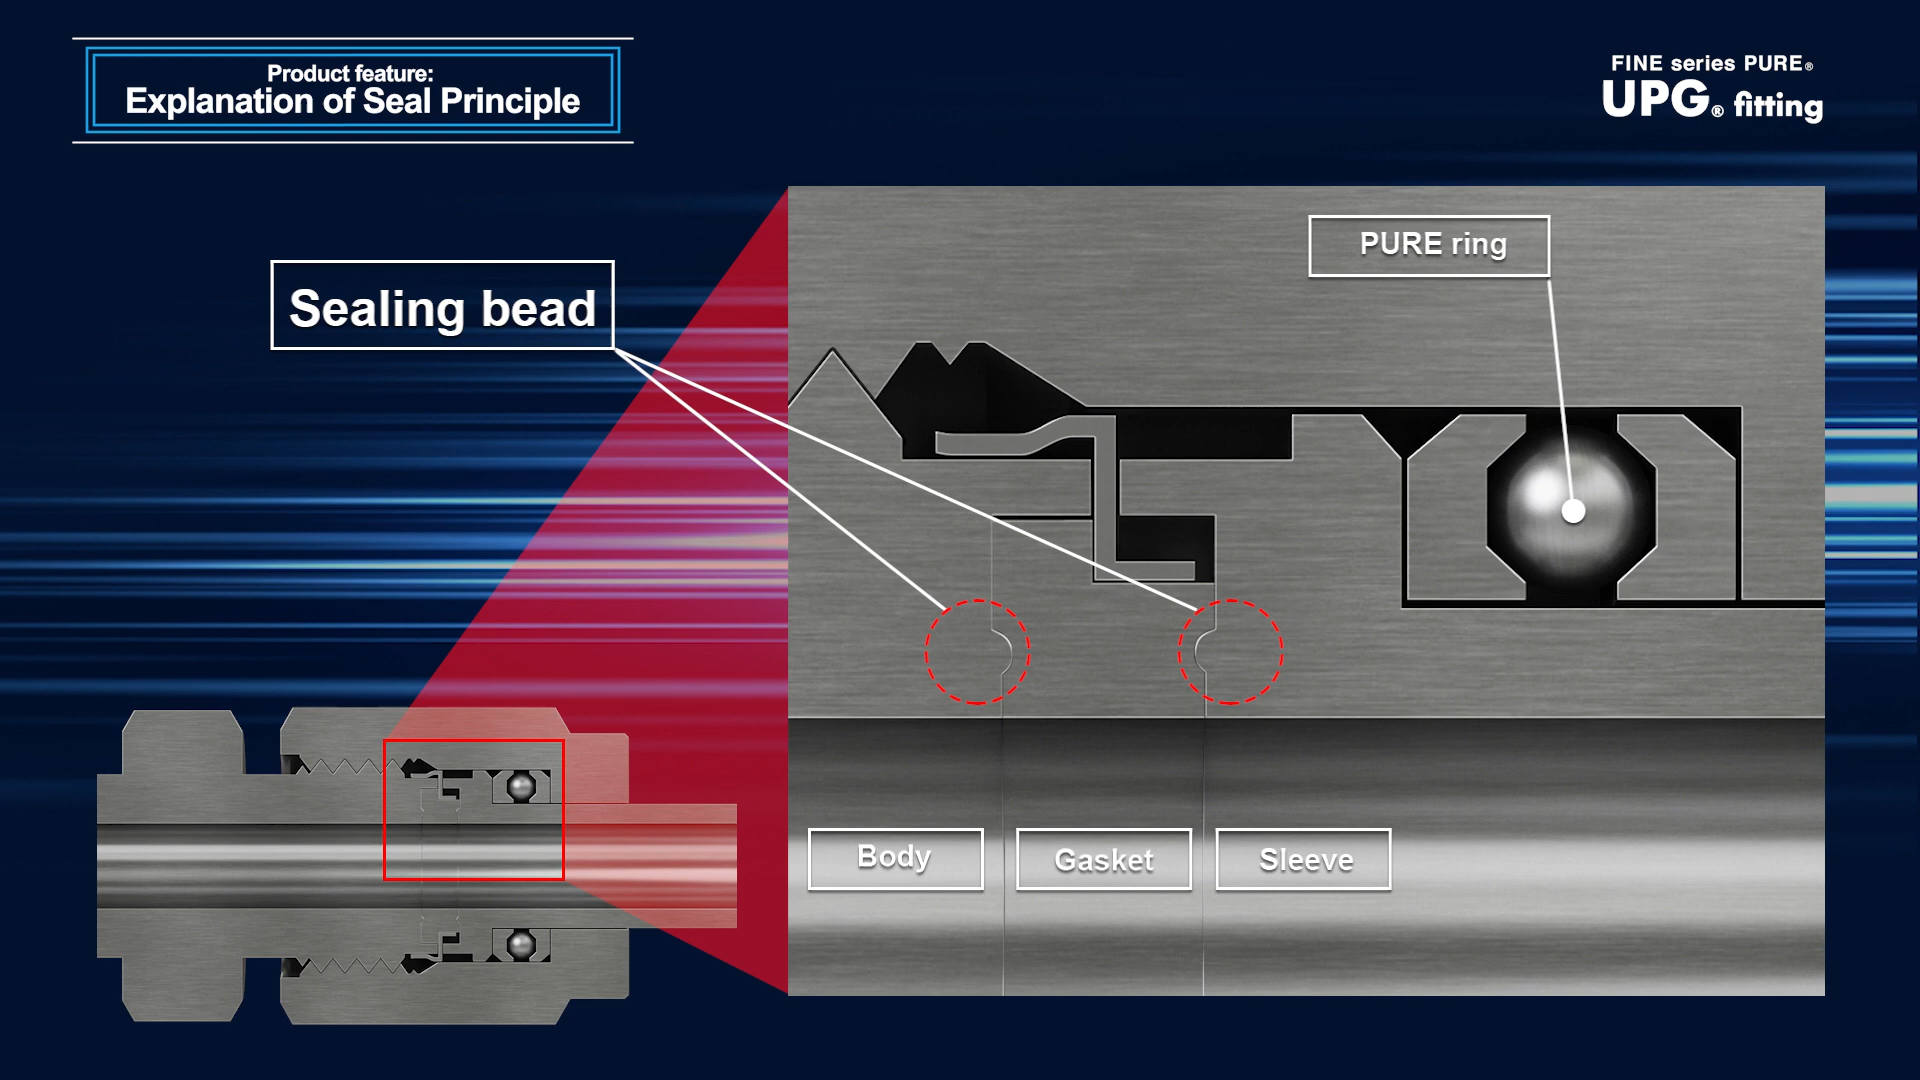 Product feature:
Explanation of Seal Principle
FINE series PURE®
UPG® fitting
PURE ring
Sealing bead
Body
Gasket
Sleeve